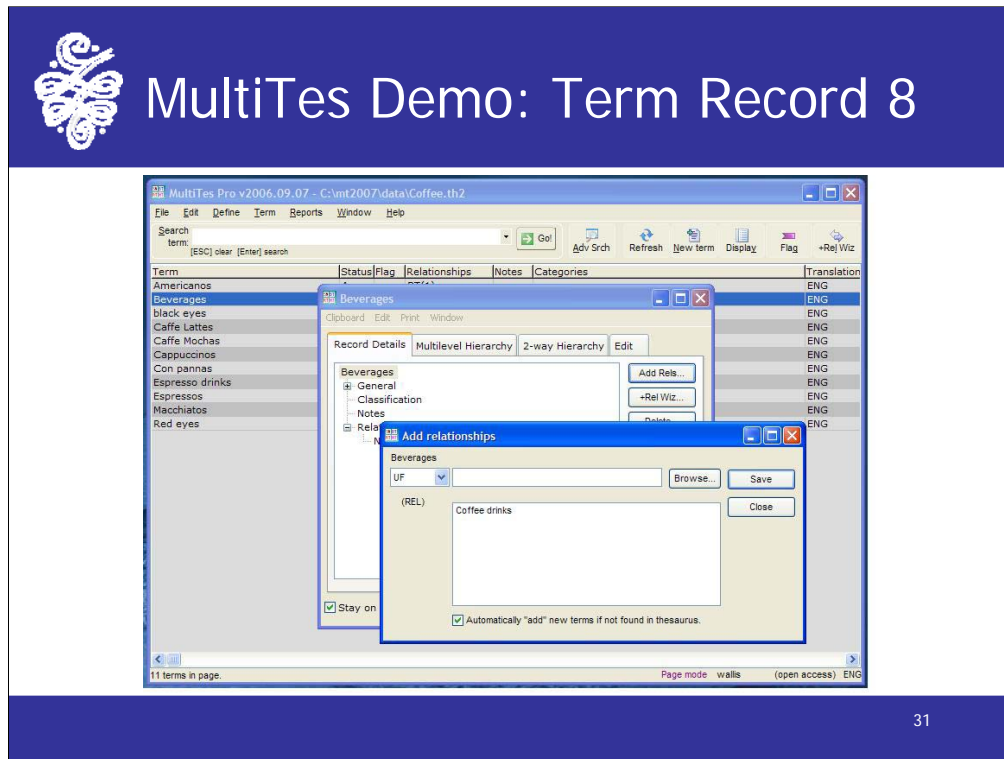 MultiTes Demo: Term Record 8
MultiTes Pro v2006.09.07 - C:\mt2007\data\Coffee.th2
File Edit Define Term Reports Window Help
Search term:
[ESC] clear [Enter] search
Go!
Adv Srch Refresh New term Display Flag +Rel Wiz
Term Status Flag Relationships Notes Categories Translation
Americanos ENG
Beverages ENG
black eyes ENG
Caffe Lattes ENG
Caffe Mochas ENG
Cappuccinos ENG
Con pannas ENG
Espresso drinks ENG
Espressos ENG
Macchiatos ENG
Red eyes ENG
Beverages
Clipboard Edit Print Window
Record Details Multilevel Hierarchy 2-way Hierarchy Edit
Beverages
General
Classification
Notes
Rela
N
Add Rels...
+Rel Wiz...
Stay on
Add relationships
Beverages
UF Browse... Save
(REL) Close
Coffee drinks
Automatically "add" new terms if not found in thesaurus.
11 terms in page. Page mode wallis (open access) ENG
31